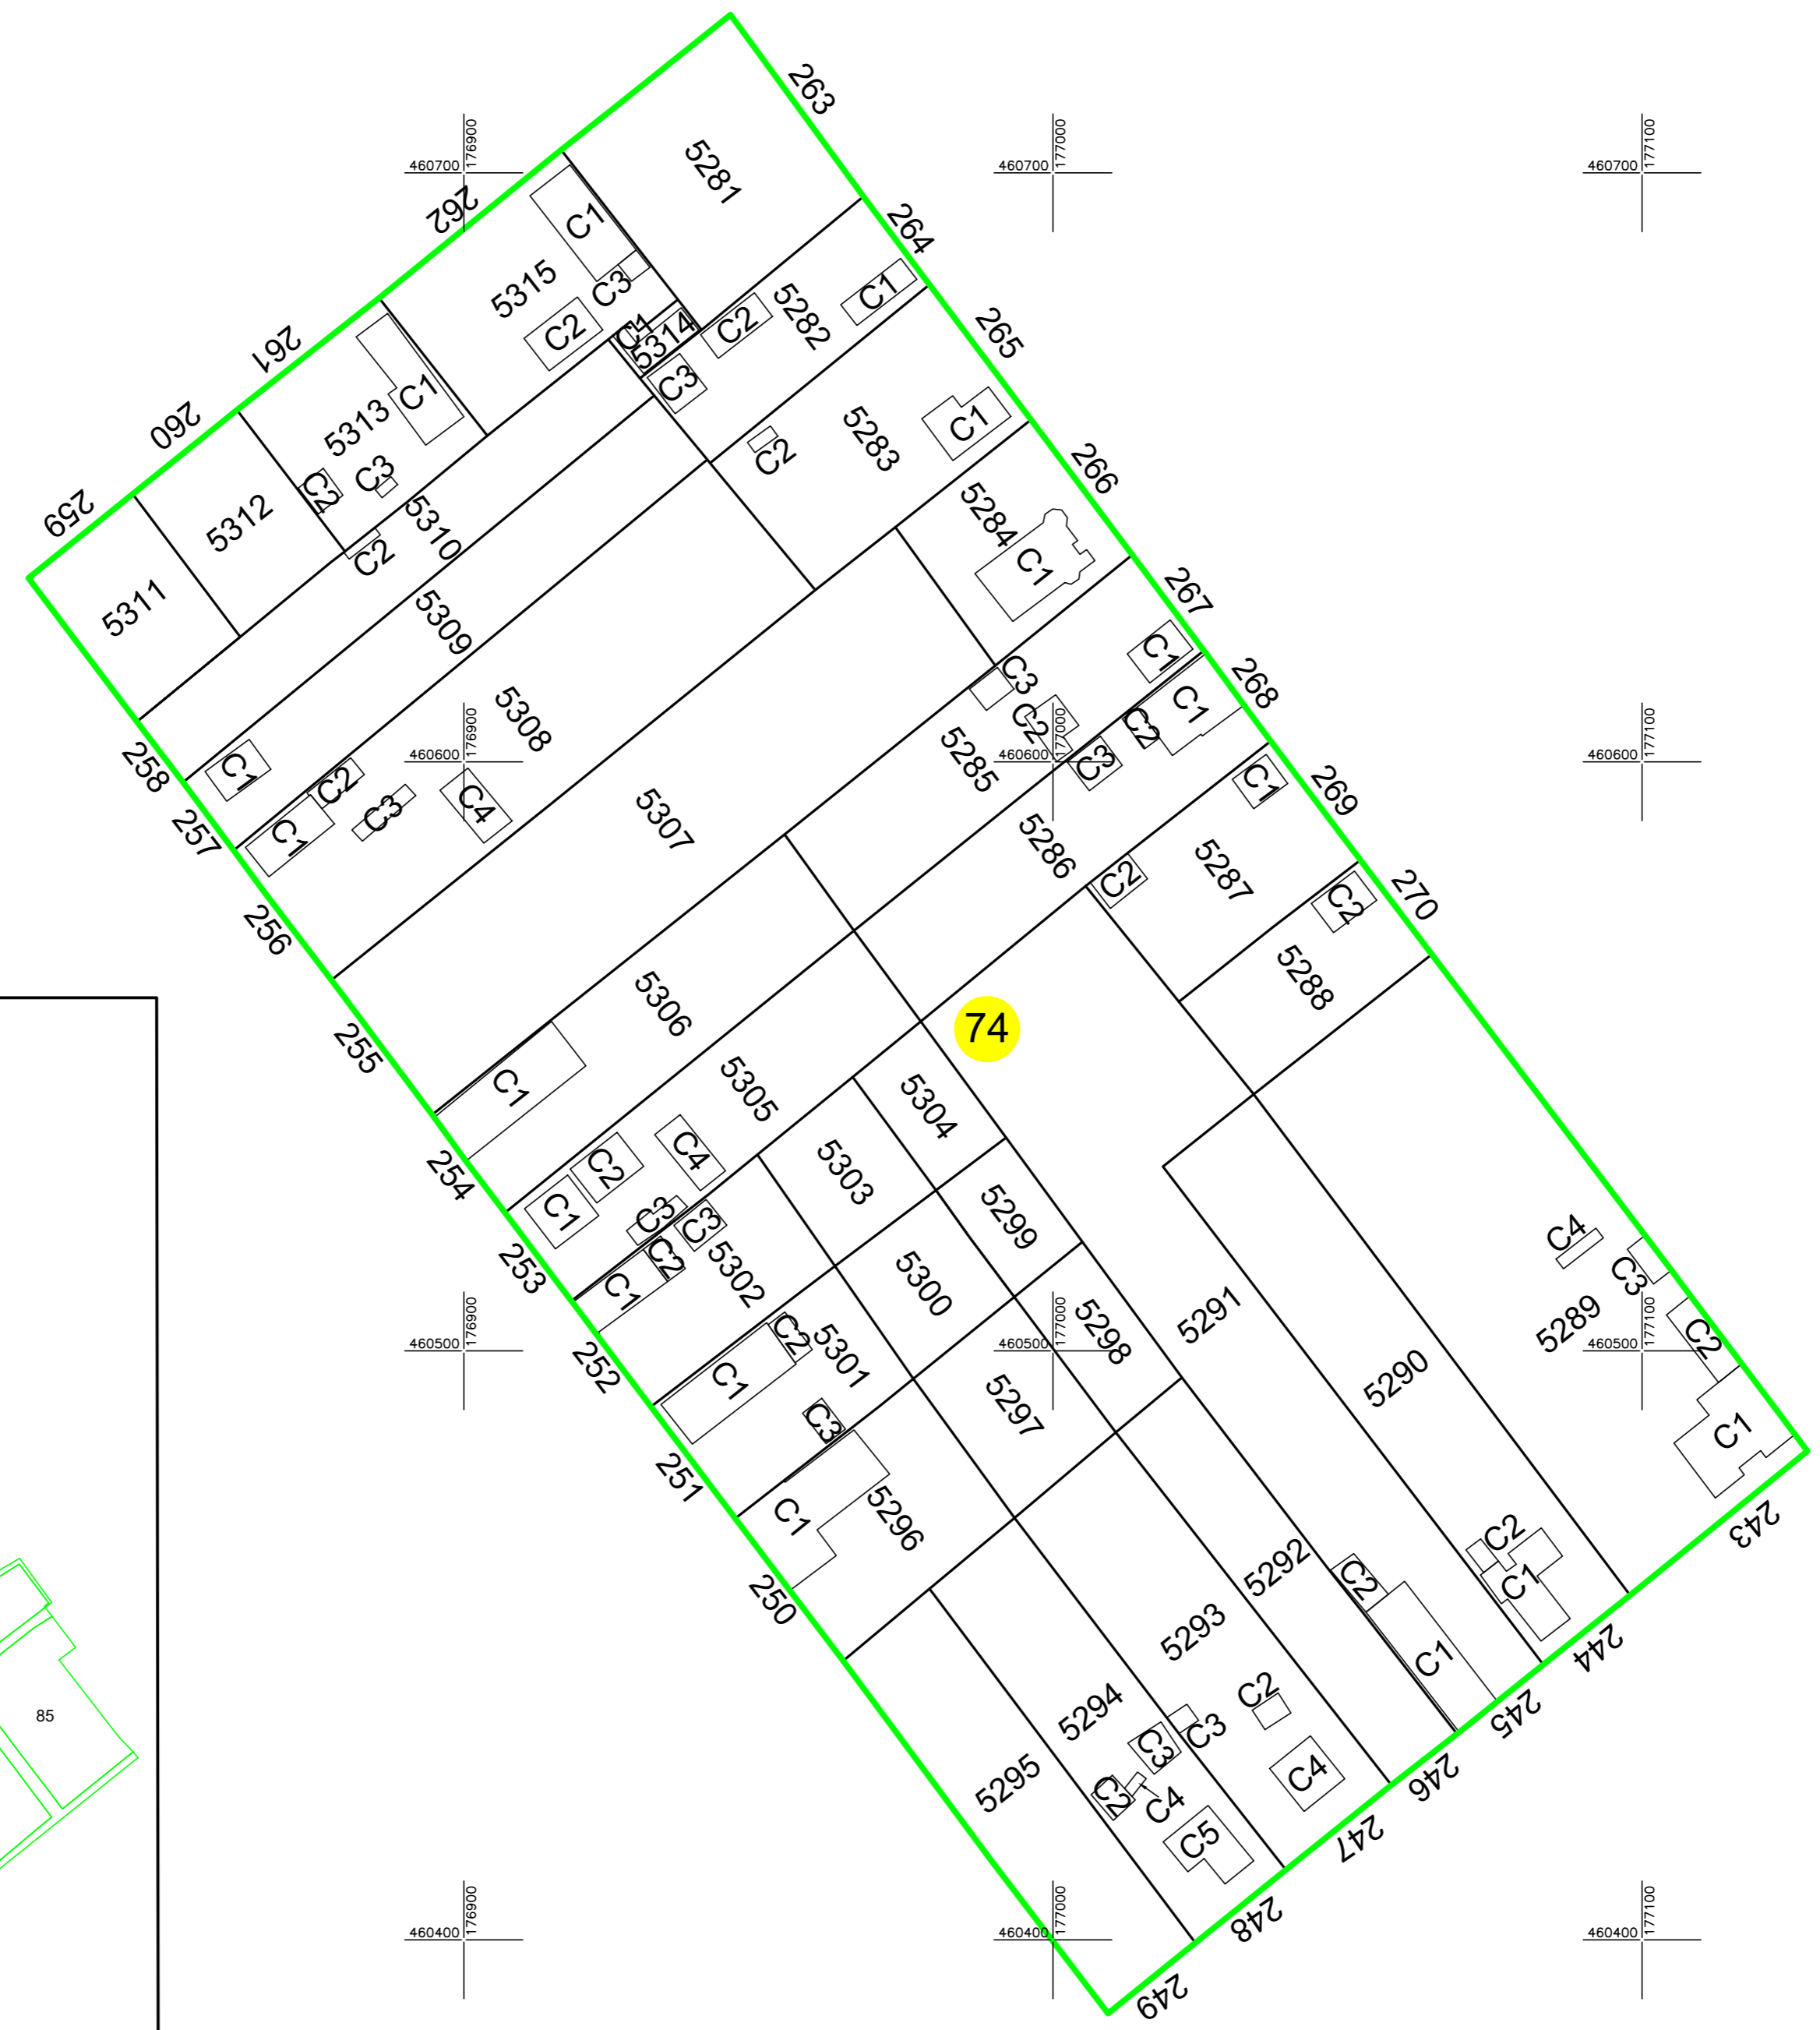 263
460700
176900
460700
177000
460700
177100
5281
262
264
C1
5315
C3
C2
5282
C1
C2
C1
5314
C3
265
261
5313
C1
C2
C3
260
5283
C1
C2
266
5312
5310
C2
259
5311
5284
C1
267
5309
C3
C1
268
5308
C2
C1
C2
C3
5285
460600
176900
460600
177000
460600
177100
258
C1
C2
C3
C4
C1
257
5307
5286
C2
C1
269
5287
270
C2
5288
256
5306
74
255
C1
5305
5304
5303
254
C2
C4
C1
C3
C3
5299
253
C2
C1
5302
5300
5298
5291
C4
C3
5289
C2
C1
460500
176900
460500
177000
460500
177100
252
C2
C1
5301
C3
5297
5290
251
C1
5296
243
250
5292
C2
C2
C1
5293
C1
244
245
5294
C2
C3
C3
85
C4
246
5295
C2
C4
C5
247
248
460400
176900
460400
177000
460400
177100
249